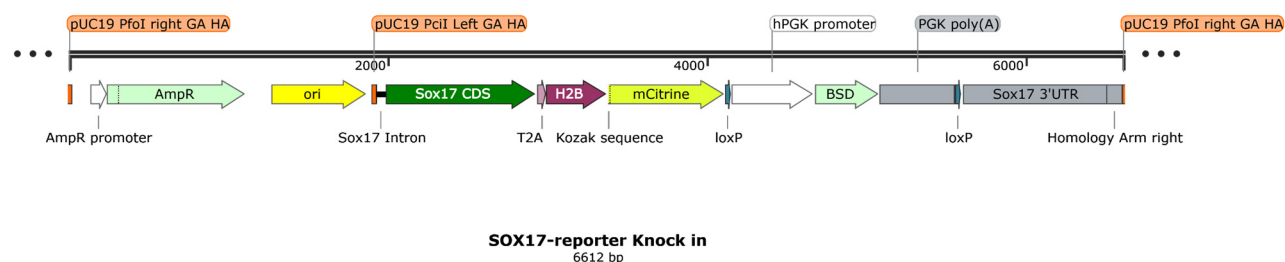 pUC19 PfoI right GA HA
pUC19 PciI Left GA HA
hPGK promoter
PGK poly(A)
pUC19 PfoI right GA HA
2000
4000
6000
AmpR
ori
Sox17 CDS
H2B
mCitrine
BSD
Sox17 3'UTR
AmpR promoter
Sox17 Intron
T2A
Kozak sequence
loxP
loxP
Homology Arm right
SOX17-reporter Knock in
6612 bp